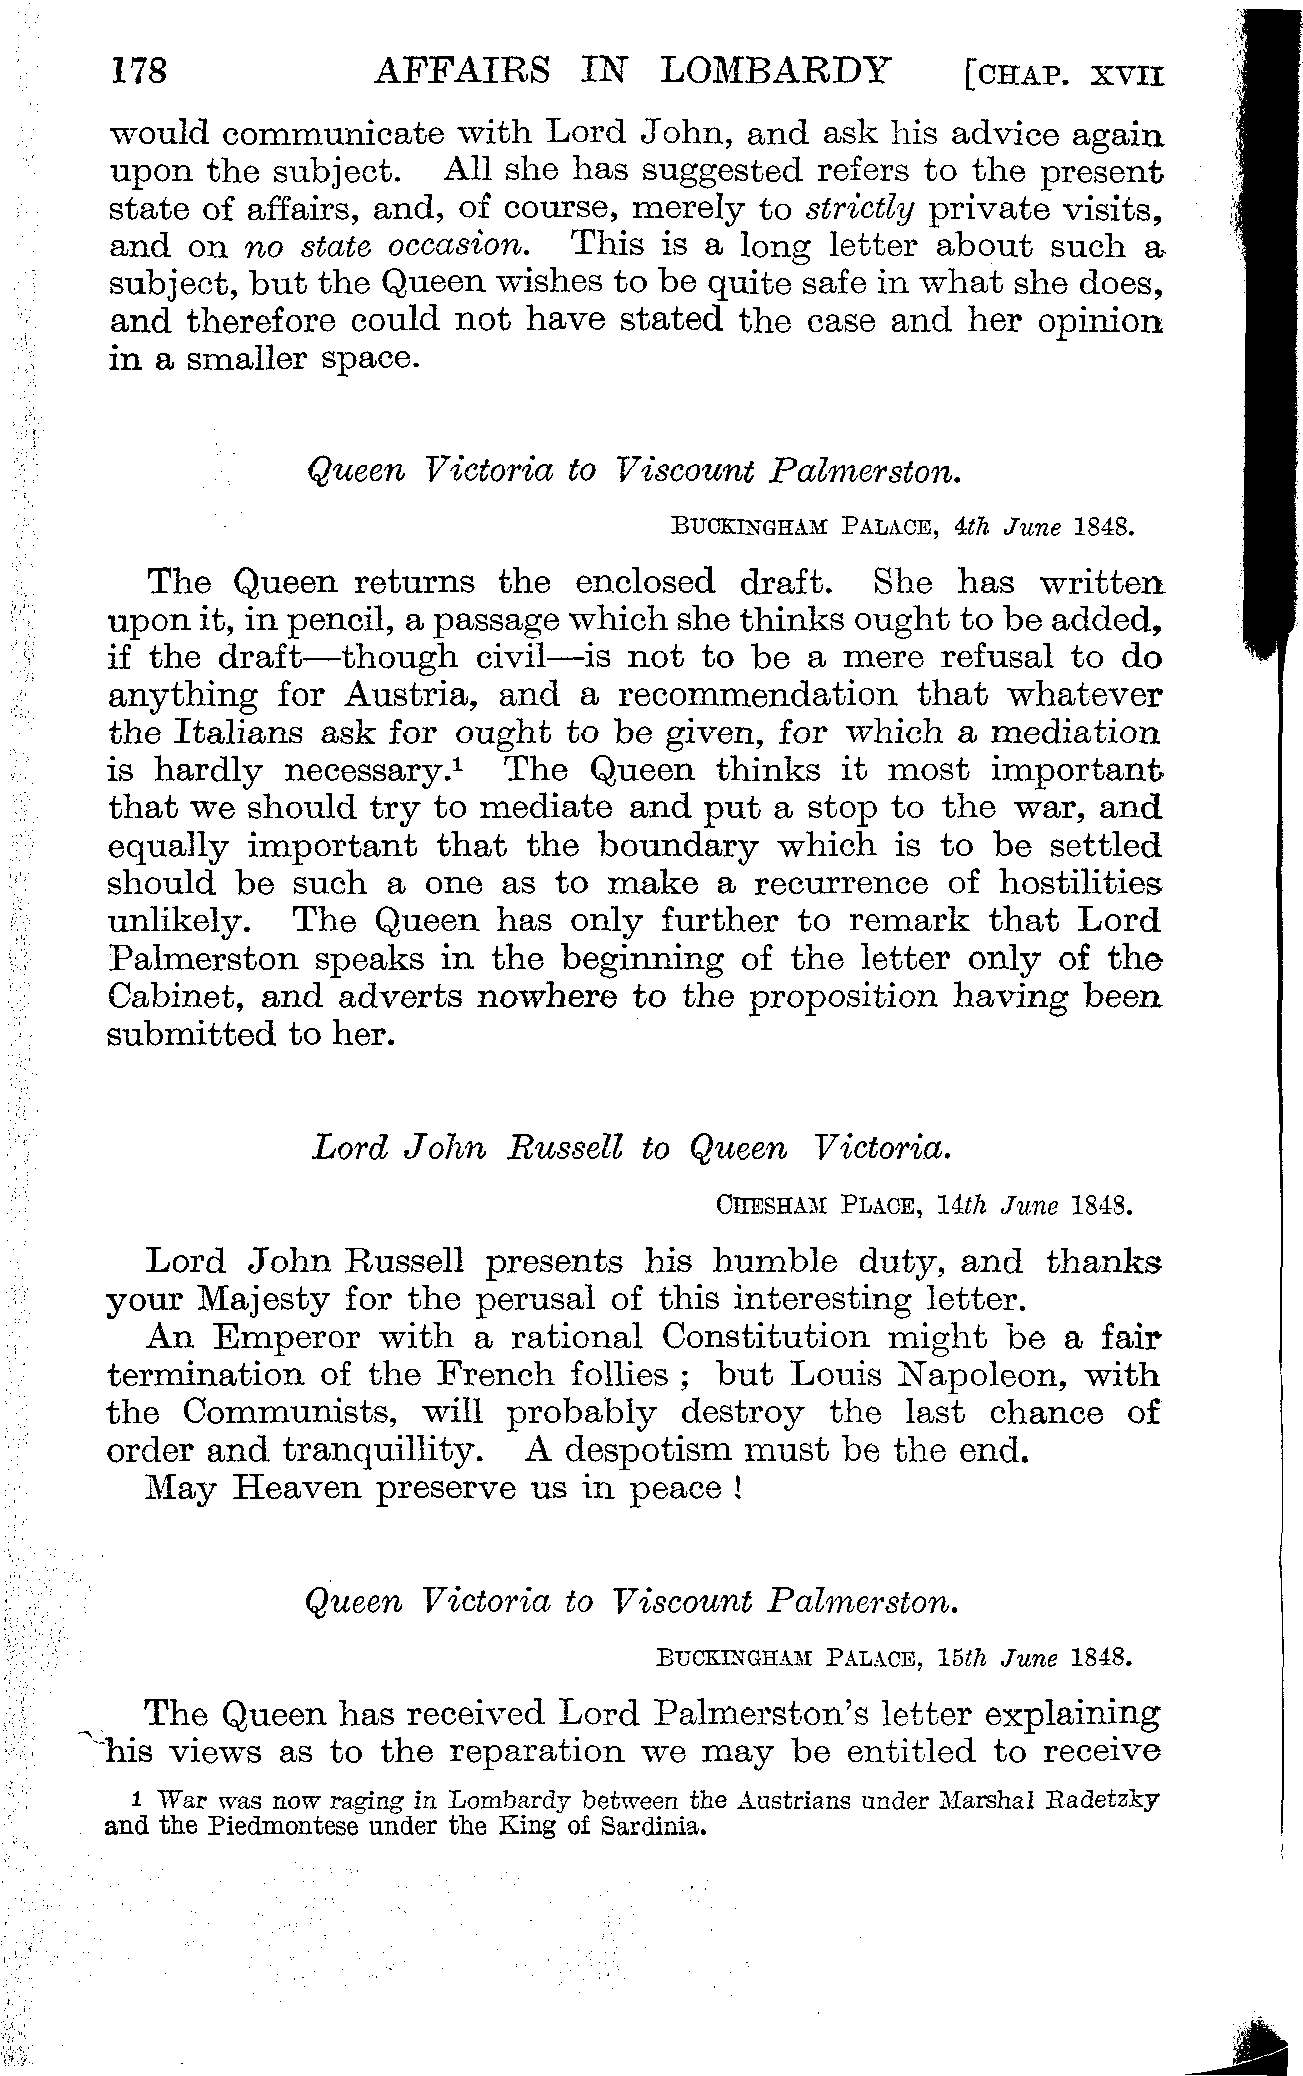 178 AFFAIRS IN LOMBARDY [CHAP. XVII
would communicate with Lord John, and ask his advice again
upon the subject. All she has suggested refers to the present
state of affairs, and, of course, merely to strictly private visits,
and on no state occasion. This is a long letter about such a
subject, but the Queen wishes to be quite safe in what she does,
and therefore could not have stated the case and her opinion
in a smaller space.
Queen Victoria to Viscount Palmerston.
BUCKINGHAM PALACE, 4th June 1848.
The Queen returns the enclosed draft. She has written
upon it, in pencil, a passage which she thinks ought to be added,
if the draft—though civil—is not to be a mere refusal to do
anything for Austria, and a recommendation that whatever
the Italians ask for ought to be given, for which a mediation
is hardly necessary.¹ The Queen thinks it most important
that we should try to mediate and put a stop to the war, and
equally important that the boundary which is to be settled
should be such a one as to make a recurrence of hostilities
unlikely. The Queen has only further to remark that Lord
Palmerston speaks in the beginning of the letter only of the
Cabinet, and adverts nowhere to the proposition having been
submitted to her.
Lord John Russell to Queen Victoria.
CHESHAM PLACE, 14th June 1848.
Lord John Russell presents his humble duty, and thanks
your Majesty for the perusal of this interesting letter.
An Emperor with a rational Constitution might be a fair
termination of the French follies ; but Louis Napoleon, with
the Communists, will probably destroy the last chance of
order and tranquillity. A despotism must be the end.
May Heaven preserve us in peace !
Queen Victoria to Viscount Palmerston.
BUCKINGHAM PALACE, 15th June 1848.
The Queen has received Lord Palmerston's letter explaining
his views as to the reparation we may be entitled to receive
1 War was now raging in Lombardy between the Austrians under Marshal Radetzky
and the Piedmontese under the King of Sardinia.